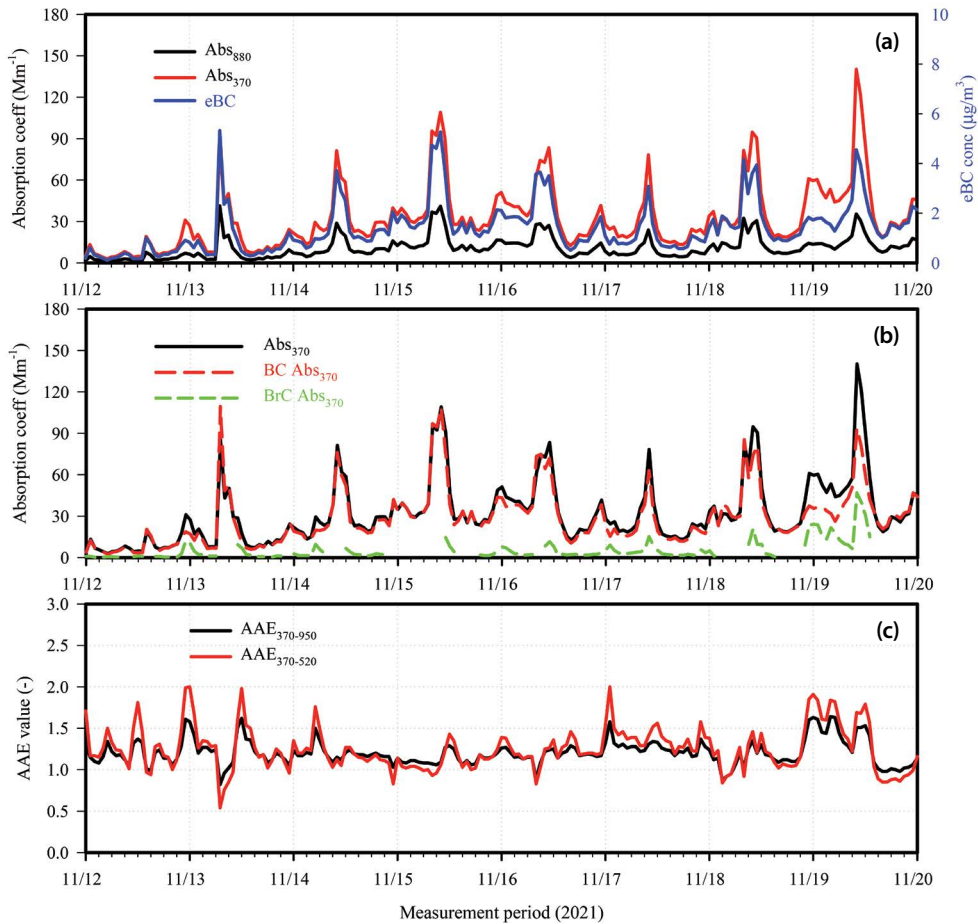 (a)
Absorption coeff (Mm⁻¹)
180
150
120
90
60
30
0
Abs₈₈₀
Abs₃₇₀
eBC
10
8
6
4
2
0
eBC conc (µg/m³)
11/12 11/13 11/14 11/15 11/16 11/17 11/18 11/19 11/20
(b)
Absorption coeff (Mm⁻¹)
180
150
120
90
60
30
0
Abs₃₇₀
BC Abs₃₇₀
BrC Abs₃₇₀
11/12 11/13 11/14 11/15 11/16 11/17 11/18 11/19 11/20
(c)
AAE value (-)
3.0
2.5
2.0
1.5
1.0
0.5
0.0
AAE₃₇₀₋₉₅₀
AAE₃₇₀₋₅₂₀
11/12 11/13 11/14 11/15 11/16 11/17 11/18 11/19 11/20
Measurement period (2021)